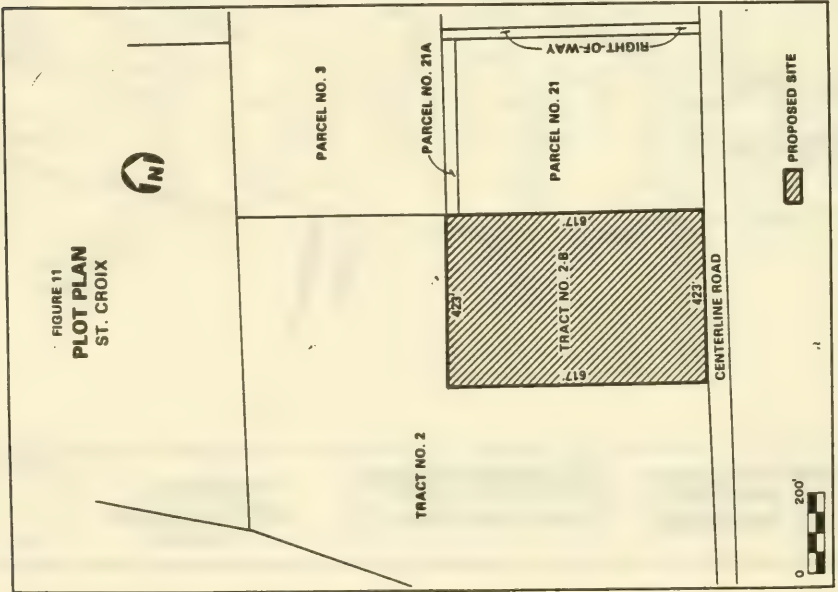 FIGURE 11
PLOT PLAN
ST. CROIX
N
PARCEL NO. 3
PARCEL NO. 21A
RIGHT-OF-WAY
PARCEL NO. 21
TRACT NO. 2
423'
617'
TRACT NO. 2-B
617'
423'
CENTERLINE ROAD
0 200'
PROPOSED SITE